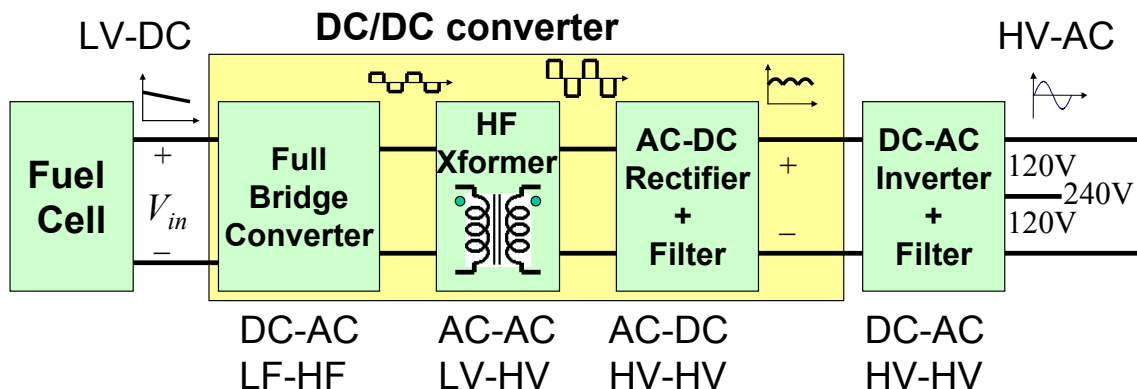 DC/DC converter
LV-DC
HV-AC
Fuel
Cell
+
V_in
−
Full
Bridge
Converter
HF
Xformer
AC-DC
Rectifier
+
Filter
+
−
DC-AC
Inverter
+
Filter
120V
240V
120V
DC-AC
LF-HF
AC-AC
LV-HV
AC-DC
HV-HV
DC-AC
HV-HV